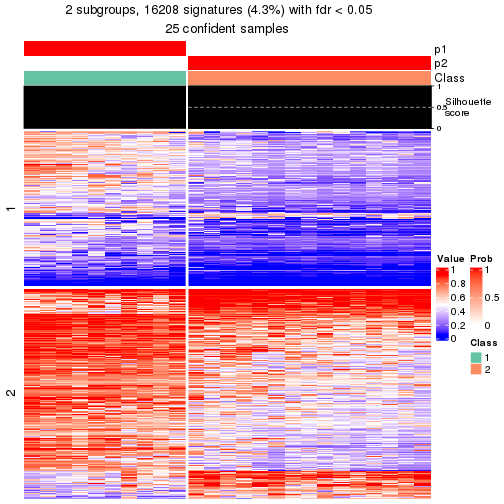 2 subgroups, 16208 signatures (4.3%) with fdr < 0.05
25 confident samples
p1
p2
Class
1
0.5
0
Silhouette
score
1
2
Value
1
0.8
0.6
0.4
0.2
0
Prob
1
0.5
0
Class
1
2